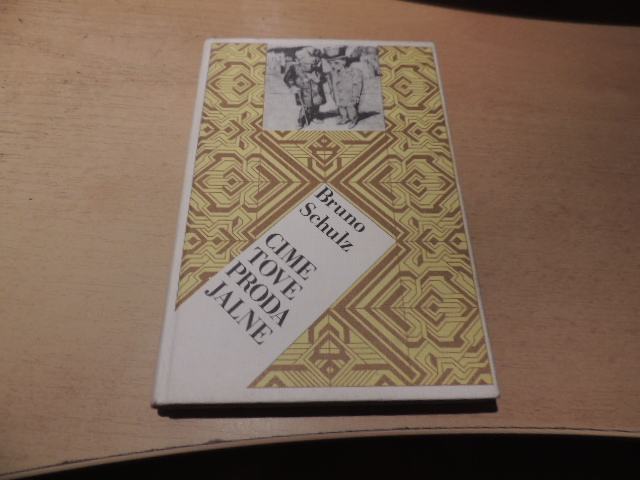 Bruno
Schulz
CIME
TOVE
PRODA
JALNE